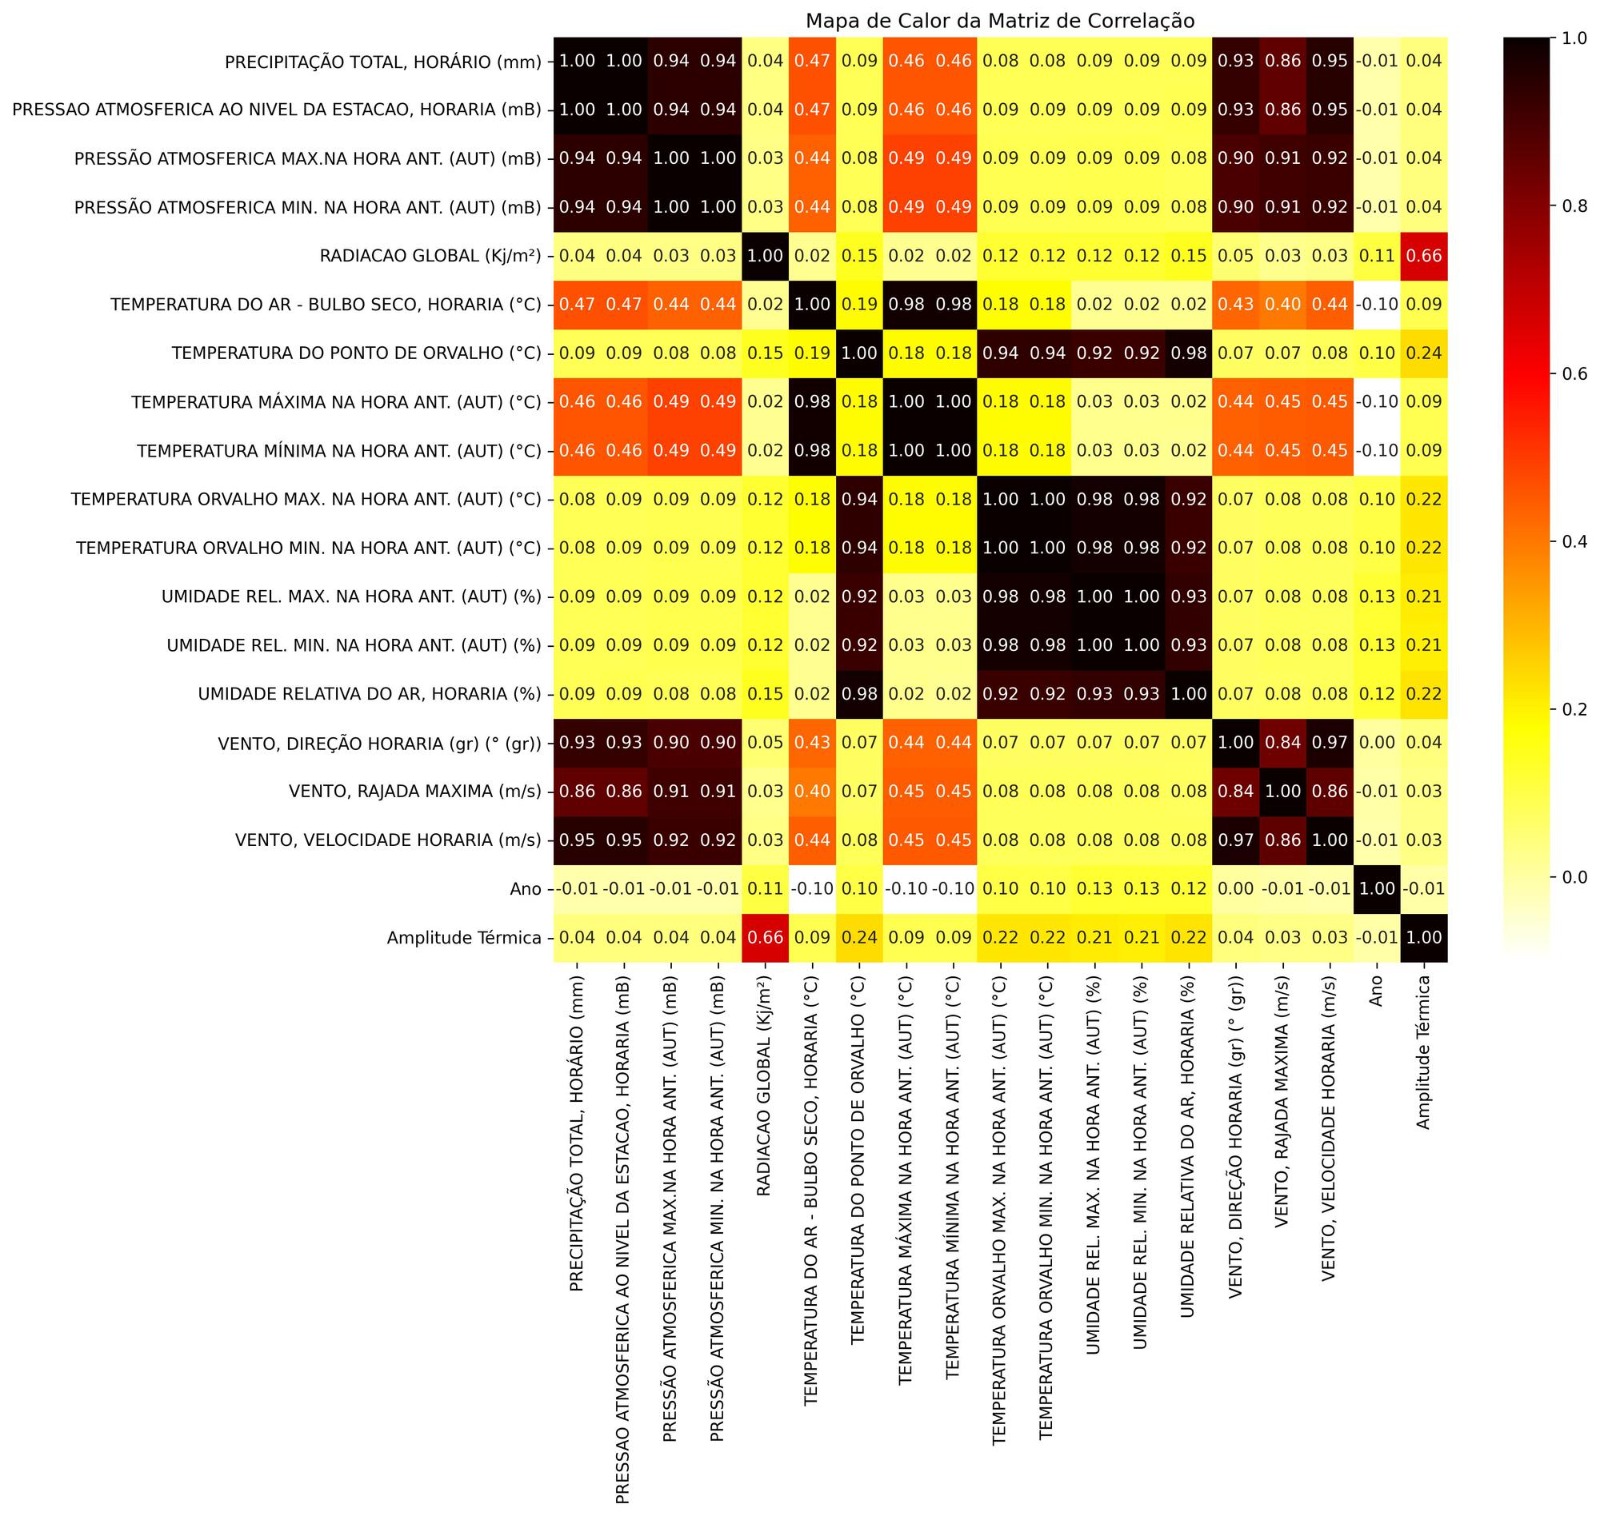 Mapa de Calor da Matriz de Correlação
PRECIPITAÇÃO TOTAL, HORÁRIO (mm) 1.00 1.00 0.94 0.94 0.04 0.47 0.09 0.46 0.46 0.08 0.08 0.09 0.09 0.09 0.93 0.86 0.95 -0.01 0.04
PRESSAO ATMOSFERICA AO NIVEL DA ESTACAO, HORARIA (mB) 1.00 1.00 0.94 0.94 0.04 0.47 0.09 0.46 0.46 0.09 0.09 0.09 0.09 0.09 0.93 0.86 0.95 -0.01 0.04
PRESSÃO ATMOSFERICA MAX.NA HORA ANT. (AUT) (mB) 0.94 0.94 1.00 1.00 0.03 0.44 0.08 0.49 0.49 0.09 0.09 0.09 0.09 0.08 0.90 0.91 0.92 -0.01 0.04
PRESSÃO ATMOSFERICA MIN. NA HORA ANT. (AUT) (mB) 0.94 0.94 1.00 1.00 0.03 0.44 0.08 0.49 0.49 0.09 0.09 0.09 0.09 0.08 0.90 0.91 0.92 -0.01 0.04
RADIACAO GLOBAL (Kj/m²) 0.04 0.04 0.03 0.03 1.00 0.02 0.15 0.02 0.02 0.12 0.12 0.12 0.12 0.15 0.05 0.03 0.03 0.11 0.66
TEMPERATURA DO AR - BULBO SECO, HORARIA (°C) 0.47 0.47 0.44 0.44 0.02 1.00 0.19 0.98 0.98 0.18 0.18 0.02 0.02 0.02 0.43 0.40 0.44 -0.10 0.09
TEMPERATURA DO PONTO DE ORVALHO (°C) 0.09 0.09 0.08 0.08 0.15 0.19 1.00 0.18 0.18 0.94 0.94 0.92 0.92 0.98 0.07 0.07 0.08 0.10 0.24
TEMPERATURA MÁXIMA NA HORA ANT. (AUT) (°C) 0.46 0.46 0.49 0.49 0.02 0.98 0.18 1.00 1.00 0.18 0.18 0.03 0.03 0.02 0.44 0.45 0.45 -0.10 0.09
TEMPERATURA MÍNIMA NA HORA ANT. (AUT) (°C) 0.46 0.46 0.49 0.49 0.02 0.98 0.18 1.00 1.00 0.18 0.18 0.03 0.03 0.02 0.44 0.45 0.45 -0.10 0.09
TEMPERATURA ORVALHO MAX. NA HORA ANT. (AUT) (°C) 0.08 0.09 0.09 0.09 0.12 0.18 0.94 0.18 0.18 1.00 1.00 0.98 0.98 0.92 0.07 0.08 0.08 0.10 0.22
TEMPERATURA ORVALHO MIN. NA HORA ANT. (AUT) (°C) 0.08 0.09 0.09 0.09 0.12 0.18 0.94 0.18 0.18 1.00 1.00 0.98 0.98 0.92 0.07 0.08 0.08 0.10 0.22
UMIDADE REL. MAX. NA HORA ANT. (AUT) (%) 0.09 0.09 0.09 0.09 0.12 0.02 0.92 0.03 0.03 0.98 0.98 1.00 1.00 0.93 0.07 0.08 0.08 0.13 0.21
UMIDADE REL. MIN. NA HORA ANT. (AUT) (%) 0.09 0.09 0.09 0.09 0.12 0.02 0.92 0.03 0.03 0.98 0.98 1.00 1.00 0.93 0.07 0.08 0.08 0.13 0.21
UMIDADE RELATIVA DO AR, HORARIA (%) 0.09 0.09 0.08 0.08 0.15 0.02 0.98 0.02 0.02 0.92 0.92 0.93 0.93 1.00 0.07 0.08 0.08 0.12 0.22
VENTO, DIREÇÃO HORARIA (gr) (° (gr)) 0.93 0.93 0.90 0.90 0.05 0.43 0.07 0.44 0.44 0.07 0.07 0.07 0.07 0.07 1.00 0.84 0.97 0.00 0.04
VENTO, RAJADA MAXIMA (m/s) 0.86 0.86 0.91 0.91 0.03 0.40 0.07 0.45 0.45 0.08 0.08 0.08 0.08 0.08 0.84 1.00 0.86 -0.01 0.03
VENTO, VELOCIDADE HORARIA (m/s) 0.95 0.95 0.92 0.92 0.03 0.44 0.08 0.45 0.45 0.08 0.08 0.08 0.08 0.08 0.97 0.86 1.00 -0.01 0.03
Ano -0.01 -0.01 -0.01 -0.01 0.11 -0.10 0.10 -0.10 -0.10 0.10 0.10 0.13 0.13 0.12 0.00 -0.01 -0.01 1.00 -0.01
Amplitude Térmica 0.04 0.04 0.04 0.04 0.66 0.09 0.24 0.09 0.09 0.22 0.22 0.21 0.21 0.22 0.04 0.03 0.03 -0.01 1.00
PRECIPITAÇÃO TOTAL, HORÁRIO (mm)
PRESSAO ATMOSFERICA AO NIVEL DA ESTACAO, HORARIA (mB)
PRESSÃO ATMOSFERICA MAX.NA HORA ANT. (AUT) (mB)
PRESSÃO ATMOSFERICA MIN. NA HORA ANT. (AUT) (mB)
RADIACAO GLOBAL (Kj/m²)
TEMPERATURA DO AR - BULBO SECO, HORARIA (°C)
TEMPERATURA DO PONTO DE ORVALHO (°C)
TEMPERATURA MÁXIMA NA HORA ANT. (AUT) (°C)
TEMPERATURA MÍNIMA NA HORA ANT. (AUT) (°C)
TEMPERATURA ORVALHO MAX. NA HORA ANT. (AUT) (°C)
TEMPERATURA ORVALHO MIN. NA HORA ANT. (AUT) (°C)
UMIDADE REL. MAX. NA HORA ANT. (AUT) (%)
UMIDADE REL. MIN. NA HORA ANT. (AUT) (%)
UMIDADE RELATIVA DO AR, HORARIA (%)
VENTO, DIREÇÃO HORARIA (gr) (° (gr))
VENTO, RAJADA MAXIMA (m/s)
VENTO, VELOCIDADE HORARIA (m/s)
Ano
Amplitude Térmica
1.0
0.8
0.6
0.4
0.2
0.0